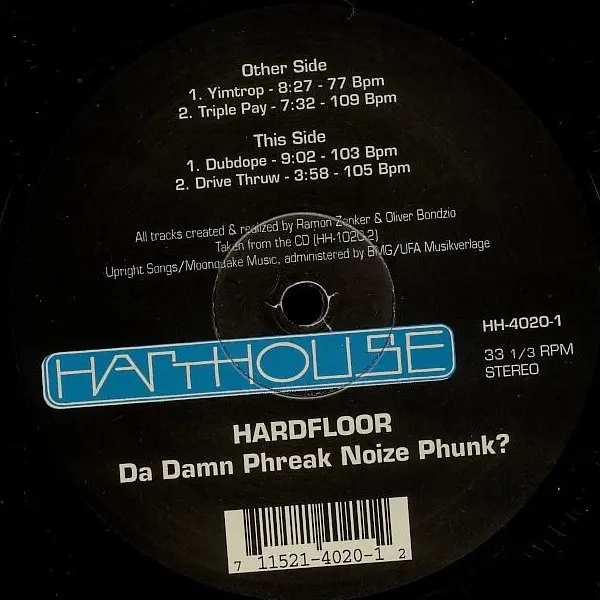 Other Side
1. Yimtrop - 8:27 - 77 Bpm
2. Triple Pay - 7:32 - 109 Bpm
This Side
1. Dubdope - 9:02 - 103 Bpm
2. Drive Thruw - 3:58 - 105 Bpm
All tracks created & realized by Ramon Zenker & Oliver Bondzio
Taken from the CD (HH-1020-2)
Upright Songs/Moonquake Music, administered by BMG/UFA Musikverlage
HARTHOUSE
HH-4020-1
33 1/3 RPM
STEREO
HARDFLOOR
Da Damn Phreak Noize Phunk?
7 11521-4020-1 2